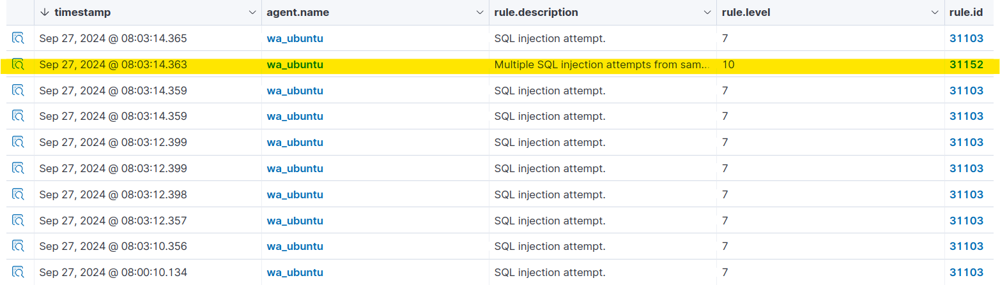 timestamp agent.name rule.description rule.level rule.id
Sep 27, 2024 @ 08:03:14.365 wa_ubuntu SQL injection attempt. 7 31103
Sep 27, 2024 @ 08:03:14.363 wa_ubuntu Multiple SQL injection attempts from sam... 10 31152
Sep 27, 2024 @ 08:03:14.359 wa_ubuntu SQL injection attempt. 7 31103
Sep 27, 2024 @ 08:03:14.359 wa_ubuntu SQL injection attempt. 7 31103
Sep 27, 2024 @ 08:03:12.399 wa_ubuntu SQL injection attempt. 7 31103
Sep 27, 2024 @ 08:03:12.399 wa_ubuntu SQL injection attempt. 7 31103
Sep 27, 2024 @ 08:03:12.398 wa_ubuntu SQL injection attempt. 7 31103
Sep 27, 2024 @ 08:03:12.357 wa_ubuntu SQL injection attempt. 7 31103
Sep 27, 2024 @ 08:03:10.356 wa_ubuntu SQL injection attempt. 7 31103
Sep 27, 2024 @ 08:00:10.134 wa_ubuntu SQL injection attempt. 7 31103